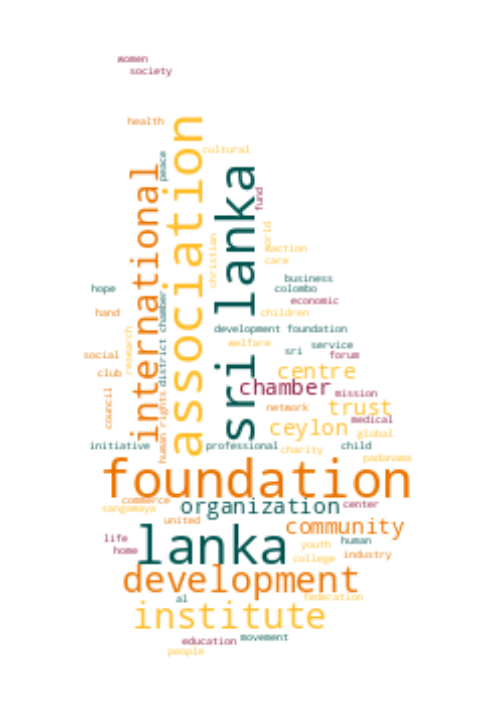 women
society
health
association
cultural
peace
international
sri lanka
fund
world
christian
action
care
business
hope
colombo
economic
hand
children
district chamber
development foundation
research
welfare
service
sri
forum
social
centre
club
chamber
mission
human rights
council
network
trust
medical
ceylon
global
initiative
professional
child
charity
padanama
foundation
commerce
organization
center
sangamaya
united
community
life
lanka
human
youth
home
industry
college
development
al
federation
institute
education
movement
people